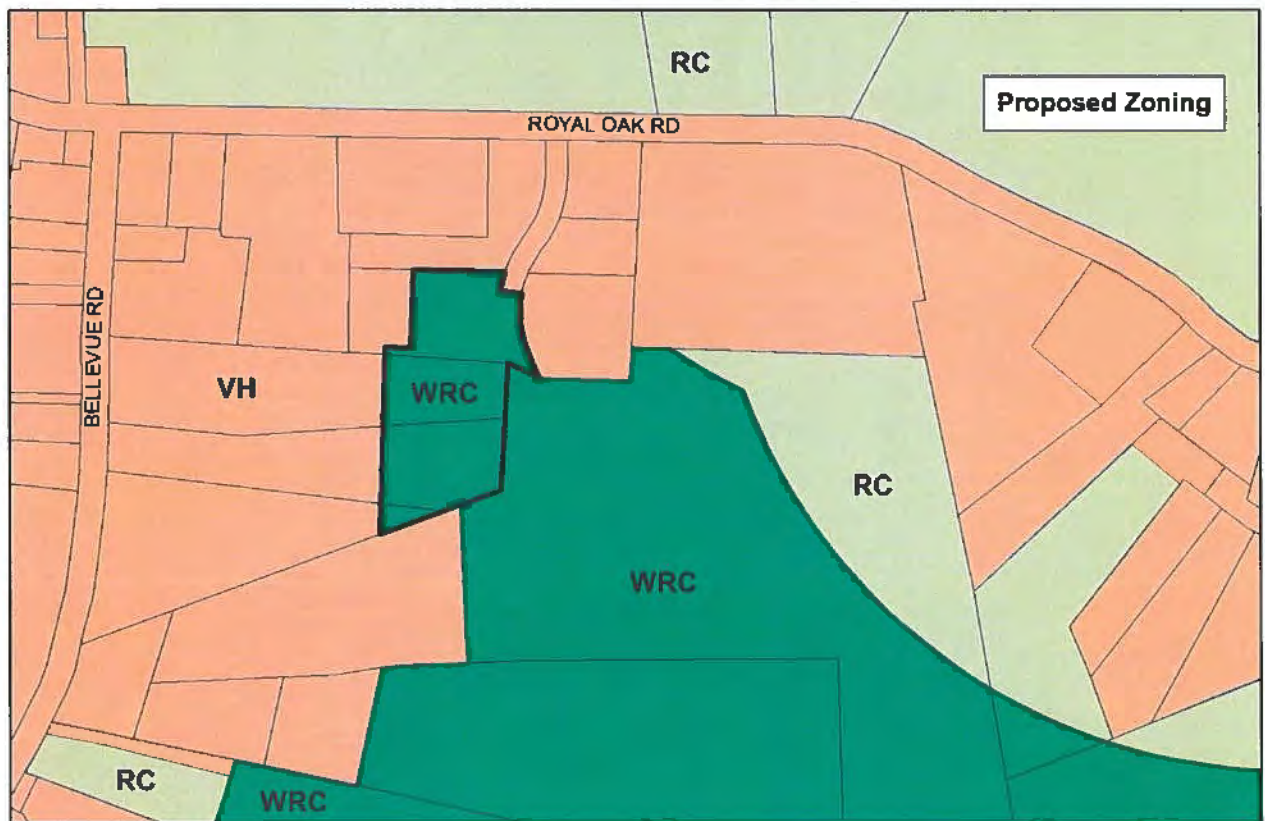 RC
Proposed Zoning
ROYAL OAK RD
BELLEVUE RD
VH
WRC
RC
WRC
RC
WRC